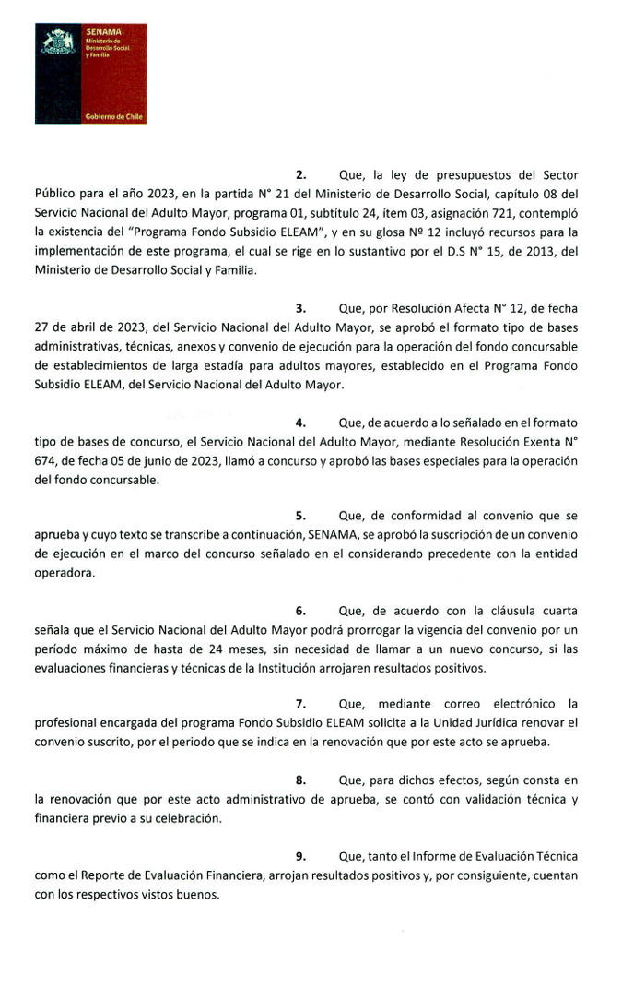 SENAMA
Ministerio de
Desarrollo Social
y Familia
Gobierno de Chile
2. Que, la ley de presupuestos del Sector
Público para el año 2023, en la partida N° 21 del Ministerio de Desarrollo Social, capítulo 08 del
Servicio Nacional del Adulto Mayor, programa 01, subtítulo 24, ítem 03, asignación 721, contempló
la existencia del “Programa Fondo Subsidio ELEAM”, y en su glosa Nº 12 incluyó recursos para la
implementación de este programa, el cual se rige en lo sustantivo por el D.S N° 15, de 2013, del
Ministerio de Desarrollo Social y Familia.
3. Que, por Resolución Afecta N° 12, de fecha
27 de abril de 2023, del Servicio Nacional del Adulto Mayor, se aprobó el formato tipo de bases
administrativas, técnicas, anexos y convenio de ejecución para la operación del fondo concursable
de establecimientos de larga estadía para adultos mayores, establecido en el Programa Fondo
Subsidio ELEAM, del Servicio Nacional del Adulto Mayor.
4. Que, de acuerdo a lo señalado en el formato
tipo de bases de concurso, el Servicio Nacional del Adulto Mayor, mediante Resolución Exenta N°
674, de fecha 05 de junio de 2023, llamó a concurso y aprobó las bases especiales para la operación
del fondo concursable.
5. Que, de conformidad al convenio que se
aprueba y cuyo texto se transcribe a continuación, SENAMA, se aprobó la suscripción de un convenio
de ejecución en el marco del concurso señalado en el considerando precedente con la entidad
operadora.
6. Que, de acuerdo con la cláusula cuarta
señala que el Servicio Nacional del Adulto Mayor podrá prorrogar la vigencia del convenio por un
período máximo de hasta de 24 meses, sin necesidad de llamar a un nuevo concurso, si las
evaluaciones financieras y técnicas de la Institución arrojaren resultados positivos.
7. Que, mediante correo electrónico la
profesional encargada del programa Fondo Subsidio ELEAM solicita a la Unidad Jurídica renovar el
convenio suscrito, por el periodo que se indica en la renovación que por este acto se aprueba.
8. Que, para dichos efectos, según consta en
la renovación que por este acto administrativo de aprueba, se contó con validación técnica y
financiera previo a su celebración.
9. Que, tanto el Informe de Evaluación Técnica
como el Reporte de Evaluación Financiera, arrojan resultados positivos y, por consiguiente, cuentan
con los respectivos vistos buenos.